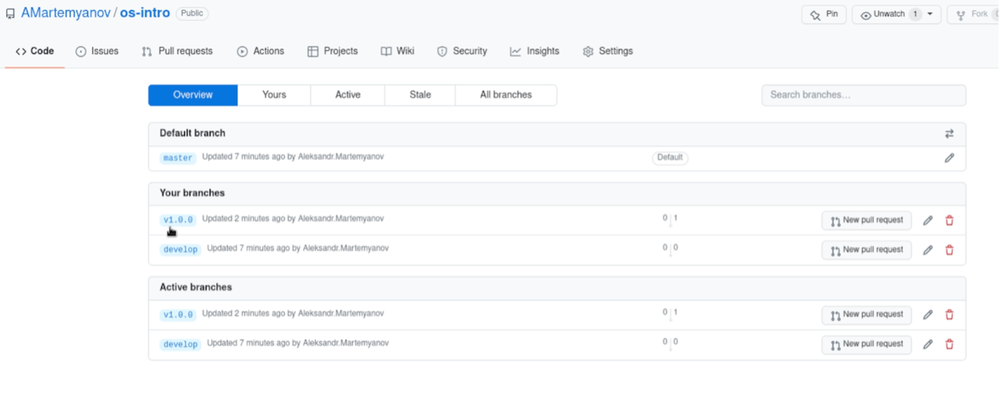 AMartemyanov / os-intro Public Pin Unwatch 1 Fork
Code Issues Pull requests Actions Projects Wiki Security Insights Settings
Overview Yours Active Stale All branches Search branches...
Default branch
master Updated 7 minutes ago by Aleksandr.Martemyanov Default
Your branches
v1.0.0 Updated 2 minutes ago by Aleksandr.Martemyanov 0 1 New pull request
develop Updated 7 minutes ago by Aleksandr.Martemyanov 0 0 New pull request
Active branches
v1.0.0 Updated 2 minutes ago by Aleksandr.Martemyanov 0 1 New pull request
develop Updated 7 minutes ago by Aleksandr.Martemyanov 0 0 New pull request